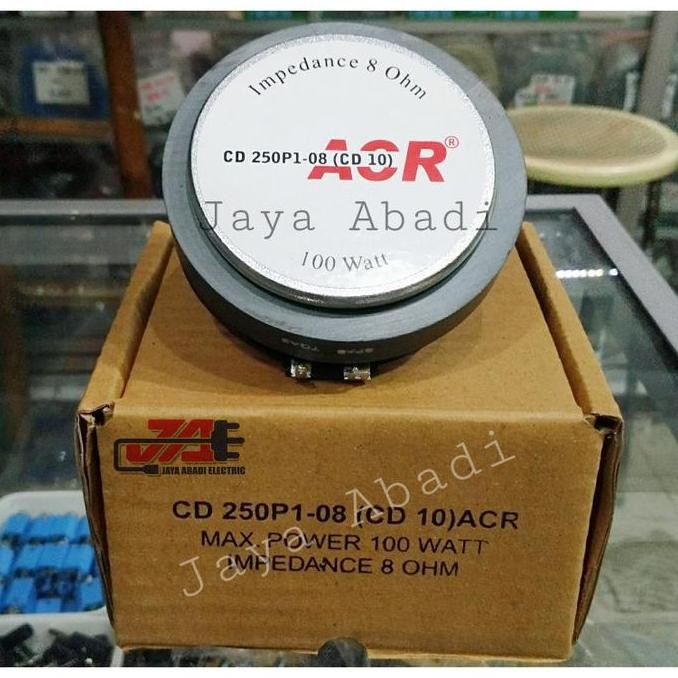 Impedance 8 Ohm
CD 250P1-08 (CD 10) ACR®
Jaya Abadi
100 Watt
JAE
JAYA ABADI ELECTRIC
CD 250P1-08 (CD 10)ACR
MAX. POWER 100 WATT
IMPEDANCE 8 OHM
Jaya Abadi